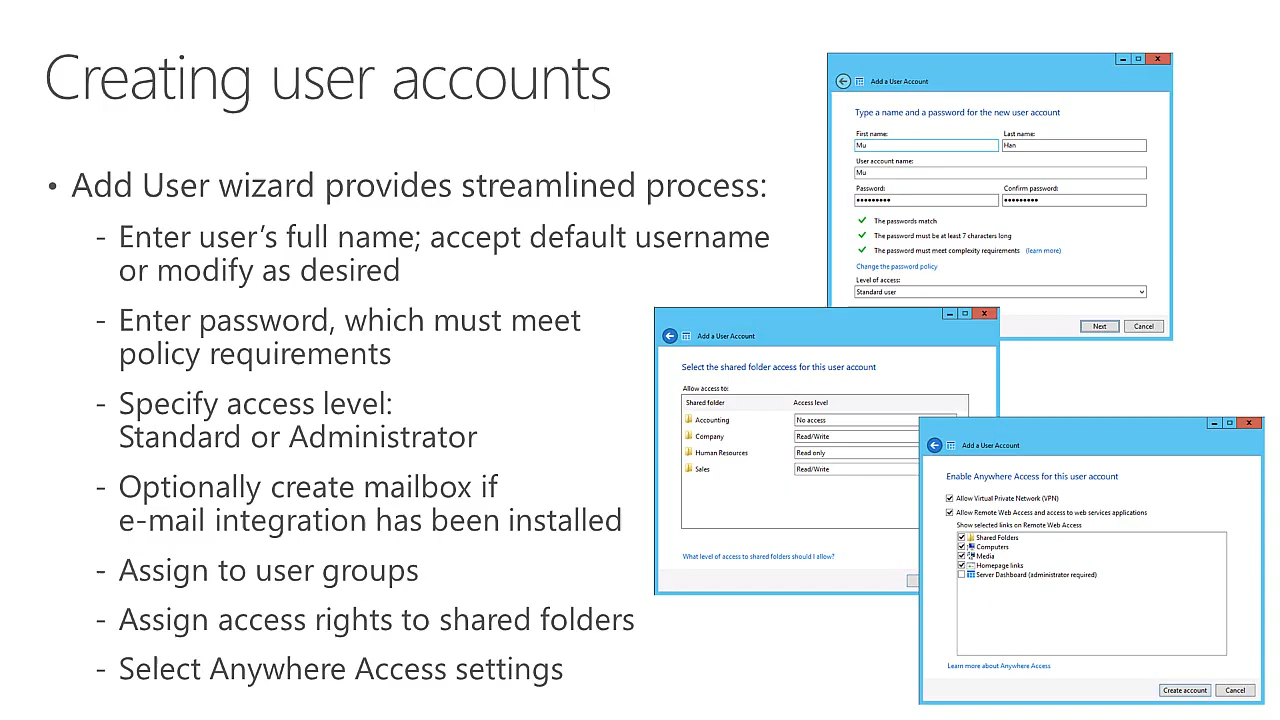 Creating user accounts
• Add User wizard provides streamlined process:
- Enter user's full name; accept default username
or modify as desired
- Enter password, which must meet
policy requirements
- Specify access level:
Standard or Administrator
- Optionally create mailbox if
e-mail integration has been installed
- Assign to user groups
- Assign access rights to shared folders
- Select Anywhere Access settings
Add a User Account
Type a name and a password for the new user account
First name: Last name:
Mu Han
User account name:
Mu
Password: Confirm password:
••••••••• •••••••••
The passwords match
The password must be at least 7 characters long
The password must meet complexity requirements (learn more)
Change the password policy
Level of access:
Standard user
Next Cancel
Add a User Account
Select the shared folder access for this user account
Allow access to:
Shared folder Access level
Accounting No access
Company Read/Write
Human Resources Read only
Sales Read/Write
What level of access to shared folders should I allow?
Add a User Account
Enable Anywhere Access for this user account
Allow Virtual Private Network (VPN)
Allow Remote Web Access and access to web services applications
Show selected links on Remote Web Access
Shared Folders
Computers
Media
Homepage links
Server Dashboard (administrator required)
Learn more about Anywhere Access
Create account Cancel